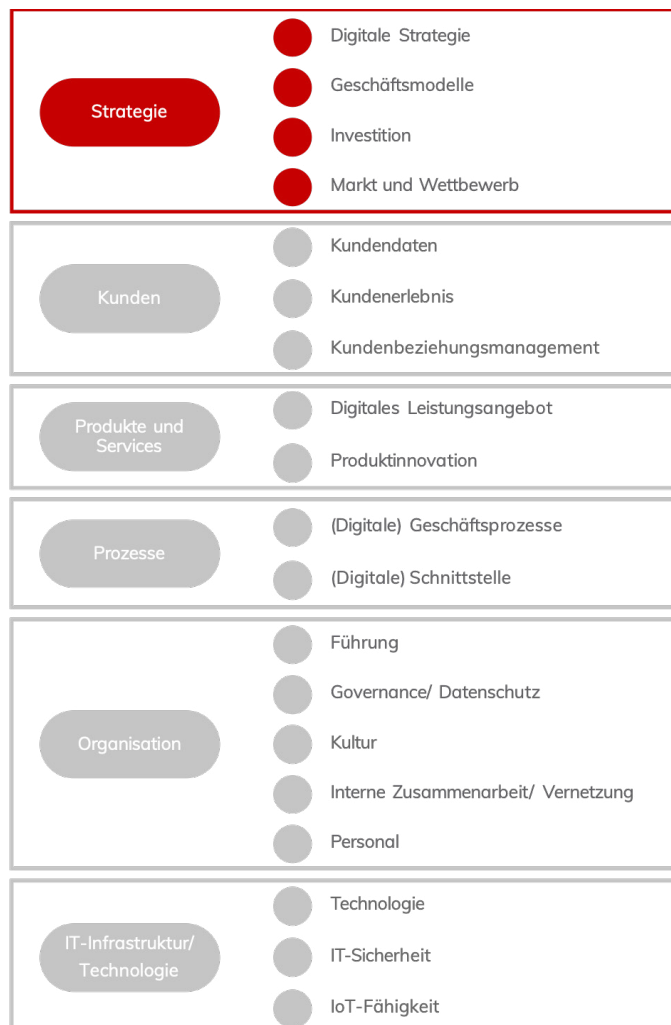 Strategie
Digitale Strategie
Geschäftsmodelle
Investition
Markt und Wettbewerb
Kunden
Kundendaten
Kundenerlebnis
Kundenbeziehungsmanagement
Produkte und
Services
Digitales Leistungsangebot
Produktinnovation
Prozesse
(Digitale) Geschäftsprozesse
(Digitale) Schnittstelle
Organisation
Führung
Governance/ Datenschutz
Kultur
Interne Zusammenarbeit/ Vernetzung
Personal
IT-Infrastruktur/
Technologie
Technologie
IT-Sicherheit
IoT-Fähigkeit